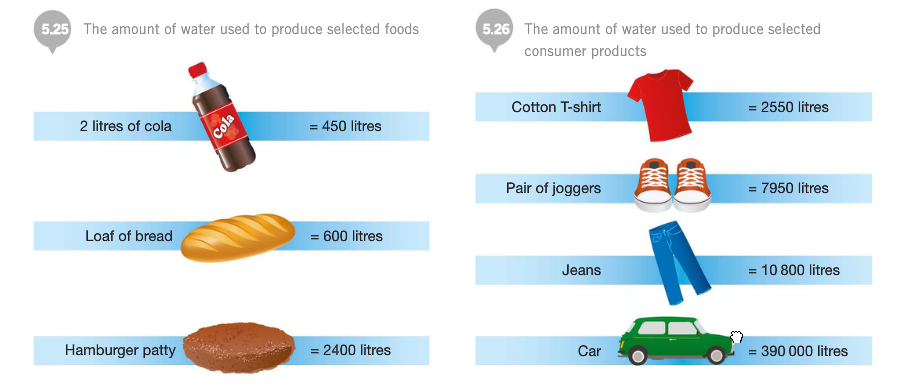 5.25 The amount of water used to produce selected foods
2 litres of cola = 450 litres
Cola
Loaf of bread = 600 litres
Hamburger patty = 2400 litres
5.26 The amount of water used to produce selected
consumer products
Cotton T-shirt = 2550 litres
Pair of joggers = 7950 litres
Jeans = 10 800 litres
Car = 390 000 litres